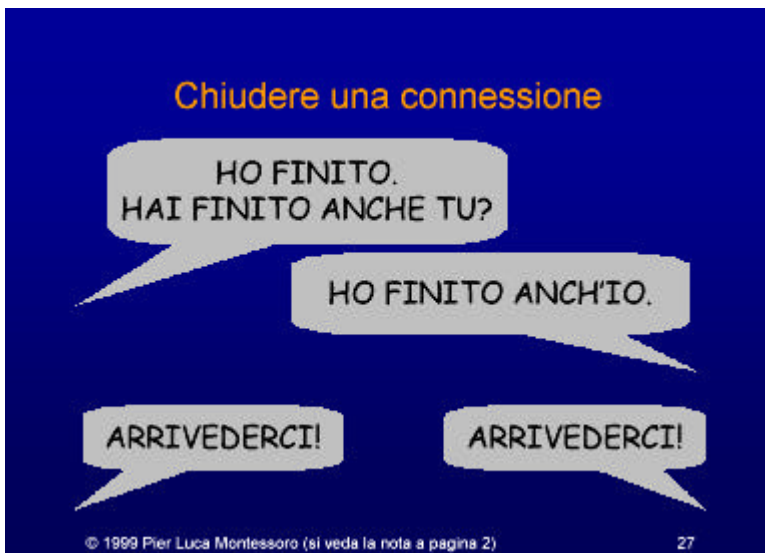 Chiudere una connessione
HO FINITO.
HAI FINITO ANCHE TU?
HO FINITO ANCH'IO.
ARRIVEDERCI!
ARRIVEDERCI!
© 1999 Pier Luca Montessoro (si veda la nota a pagina 2) 27